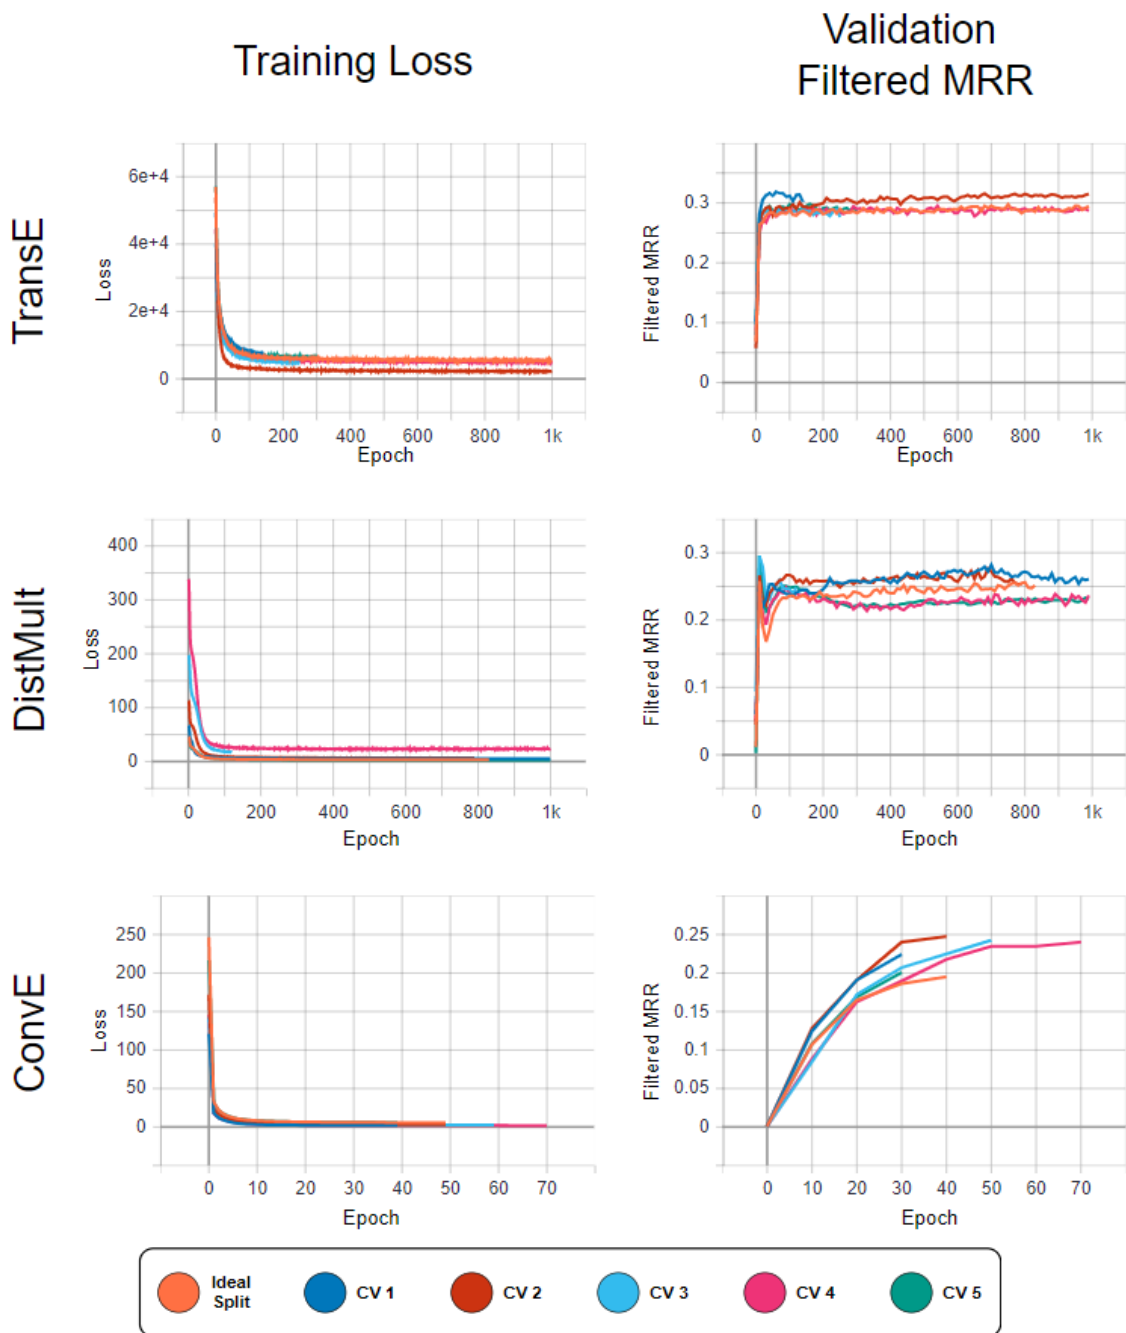 Training Loss
Validation
Filtered MRR
TransE
Loss
6e+4
4e+4
2e+4
0
0 200 400 600 800 1k
Epoch
Filtered MRR
0.3
0.2
0.1
0
0 200 400 600 800 1k
Epoch
DistMult
Loss
400
300
200
100
0
0 200 400 600 800 1k
Epoch
Filtered MRR
0.3
0.2
0.1
0
0 200 400 600 800 1k
Epoch
ConvE
Loss
250
200
150
100
50
0
0 10 20 30 40 50 60 70
Epoch
Filtered MRR
0.25
0.2
0.15
0.1
0.05
0
0 10 20 30 40 50 60 70
Epoch
Ideal
Split
CV 1
CV 2
CV 3
CV 4
CV 5